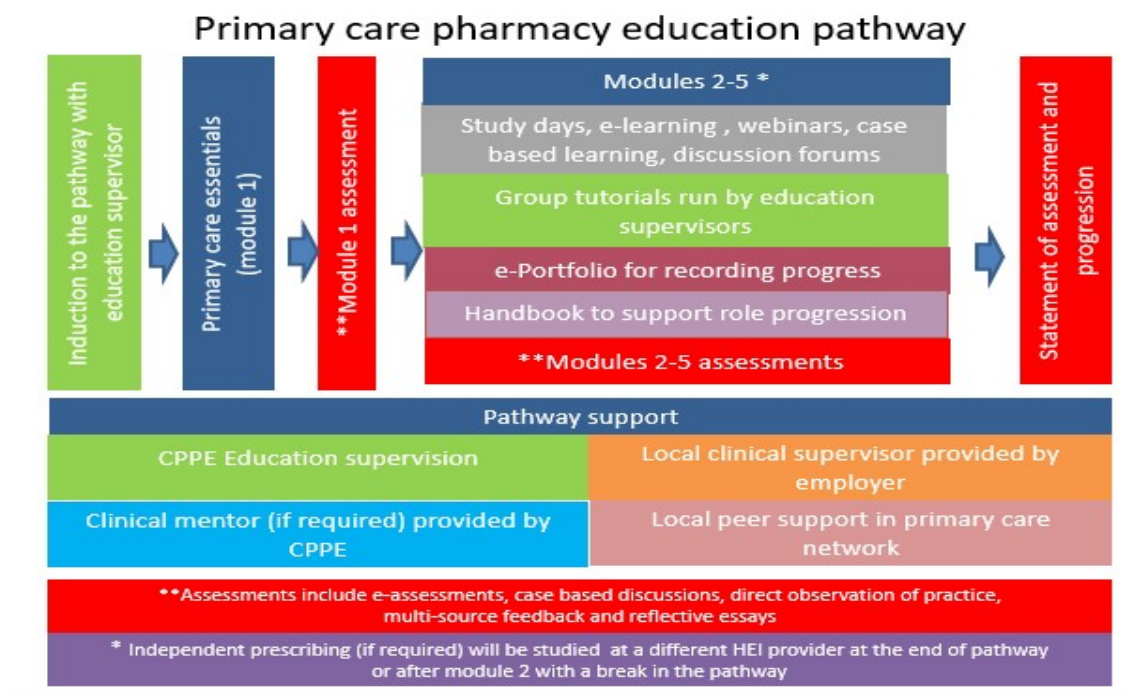 Primary care pharmacy education pathway
Induction to the pathway with
education supervisor
Primary care essentials
(module 1)
**Module 1 assessment
Modules 2-5 *
Study days, e-learning , webinars, case
based learning, discussion forums
Group tutorials run by education
supervisors
e-Portfolio for recording progress
Handbook to support role progression
**Modules 2-5 assessments
Statement of assessment and
progression
Pathway support
CPPE Education supervision
Local clinical supervisor provided by
employer
Clinical mentor (if required) provided by
CPPE
Local peer support in primary care
network
**Assessments include e-assessments, case based discussions, direct observation of practice,
multi-source feedback and reflective essays
* Independent prescribing (if required) will be studied at a different HEI provider at the end of pathway
or after module 2 with a break in the pathway